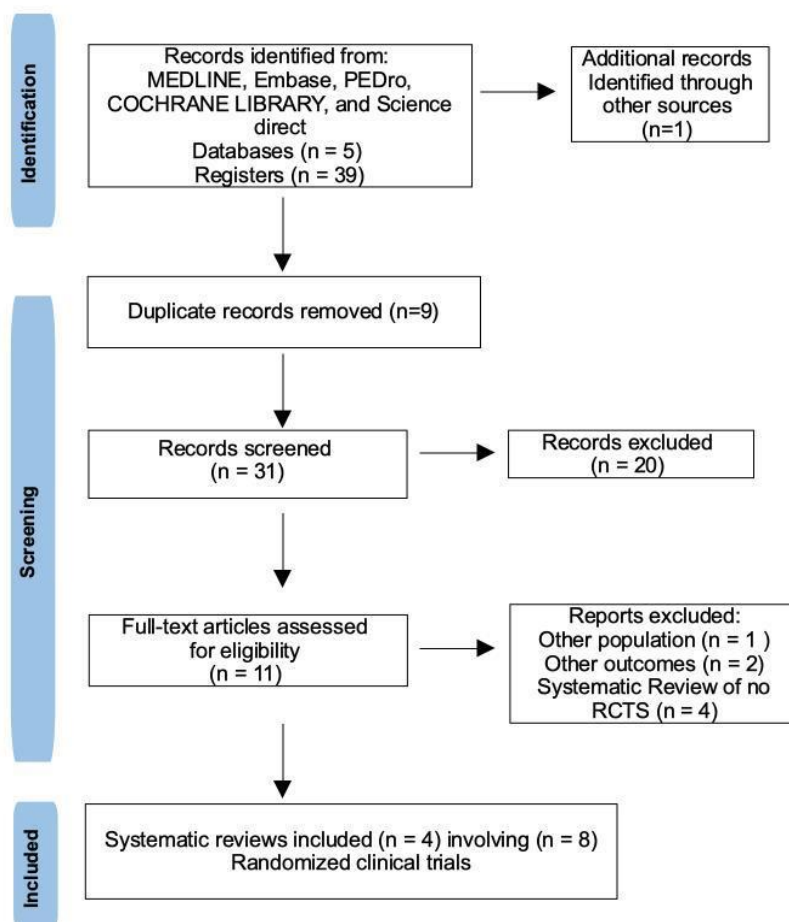 Identification
Records identified from:
MEDLINE, Embase, PEDro,
COCHRANE LIBRARY, and Science
direct
Databases (n = 5)
Registers (n = 39)
Additional records
Identified through
other sources
(n=1)
Screening
Duplicate records removed (n=9)
Records screened
(n = 31)
Records excluded
(n = 20)
Full-text articles assessed
for eligibility
(n = 11)
Reports excluded:
Other population (n = 1 )
Other outcomes (n = 2)
Systematic Review of no
RCTS (n = 4)
Included
Systematic reviews included (n = 4) involving (n = 8)
Randomized clinical trials